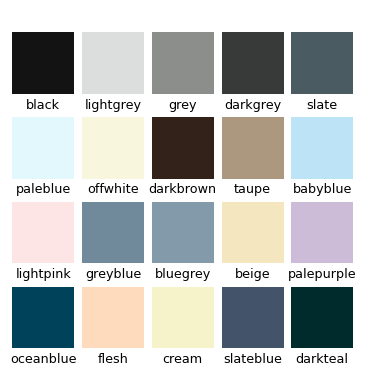 black lightgrey grey darkgrey slate
paleblue offwhite darkbrown taupe babyblue
lightpink greyblue bluegrey beige palepurple
oceanblue flesh cream slateblue darkteal